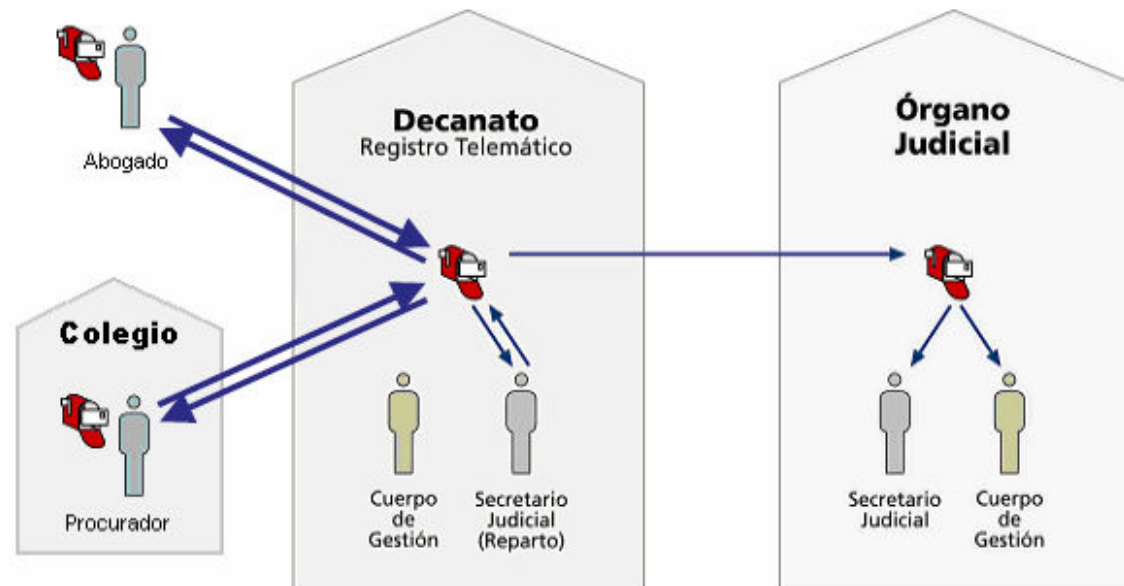 Abogado
Colegio
Procurador
Decanato
Registro Telemático
Cuerpo
de
Gestión
Secretario
Judicial
(Reparto)
Órgano
Judicial
Secretario
Judicial
Cuerpo
de
Gestión